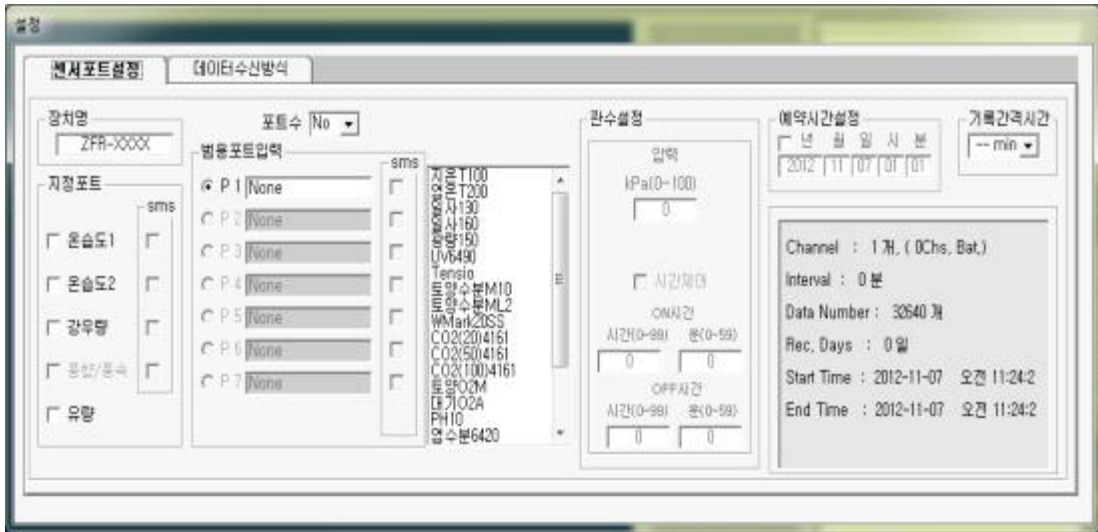 설정
센서포트설정
데이터수신방식
장치명
ZFR-XXXX
포트수 No
지정포트
sms
온습도1
온습도2
강우량
풍향/풍속
유량
범용포트입력
sms
P 1 None
P 2 None
P 3 None
P 4 None
P 5 None
P 6 None
P 7 None
지온T100
엽온T200
일사130
일사160
광량150
UV6490
Tensio
토양수분M10
토양수분ML2
WMark20SS
CO2(20)4161
CO2(50)4161
CO2(100)4161
토양O2M
대기O2A
PH10
엽수분6420
관수설정
압력
kPa(0~100)
0
시간제어
ON시간
시간(0~99) 분(0~59)
0 0
OFF시간
시간(0~99) 분(0~59)
0 0
예약시간설정
년 월 일 시 분
2012 11 07 01 01
기록간격시간
-- min
Channel : 1 개, ( 0Chs, Bat,)
Interval : 0 분
Data Number : 32640 개
Rec, Days : 0 일
Start Time : 2012-11-07 오전 11:24:2
End Time : 2012-11-07 오전 11:24:2